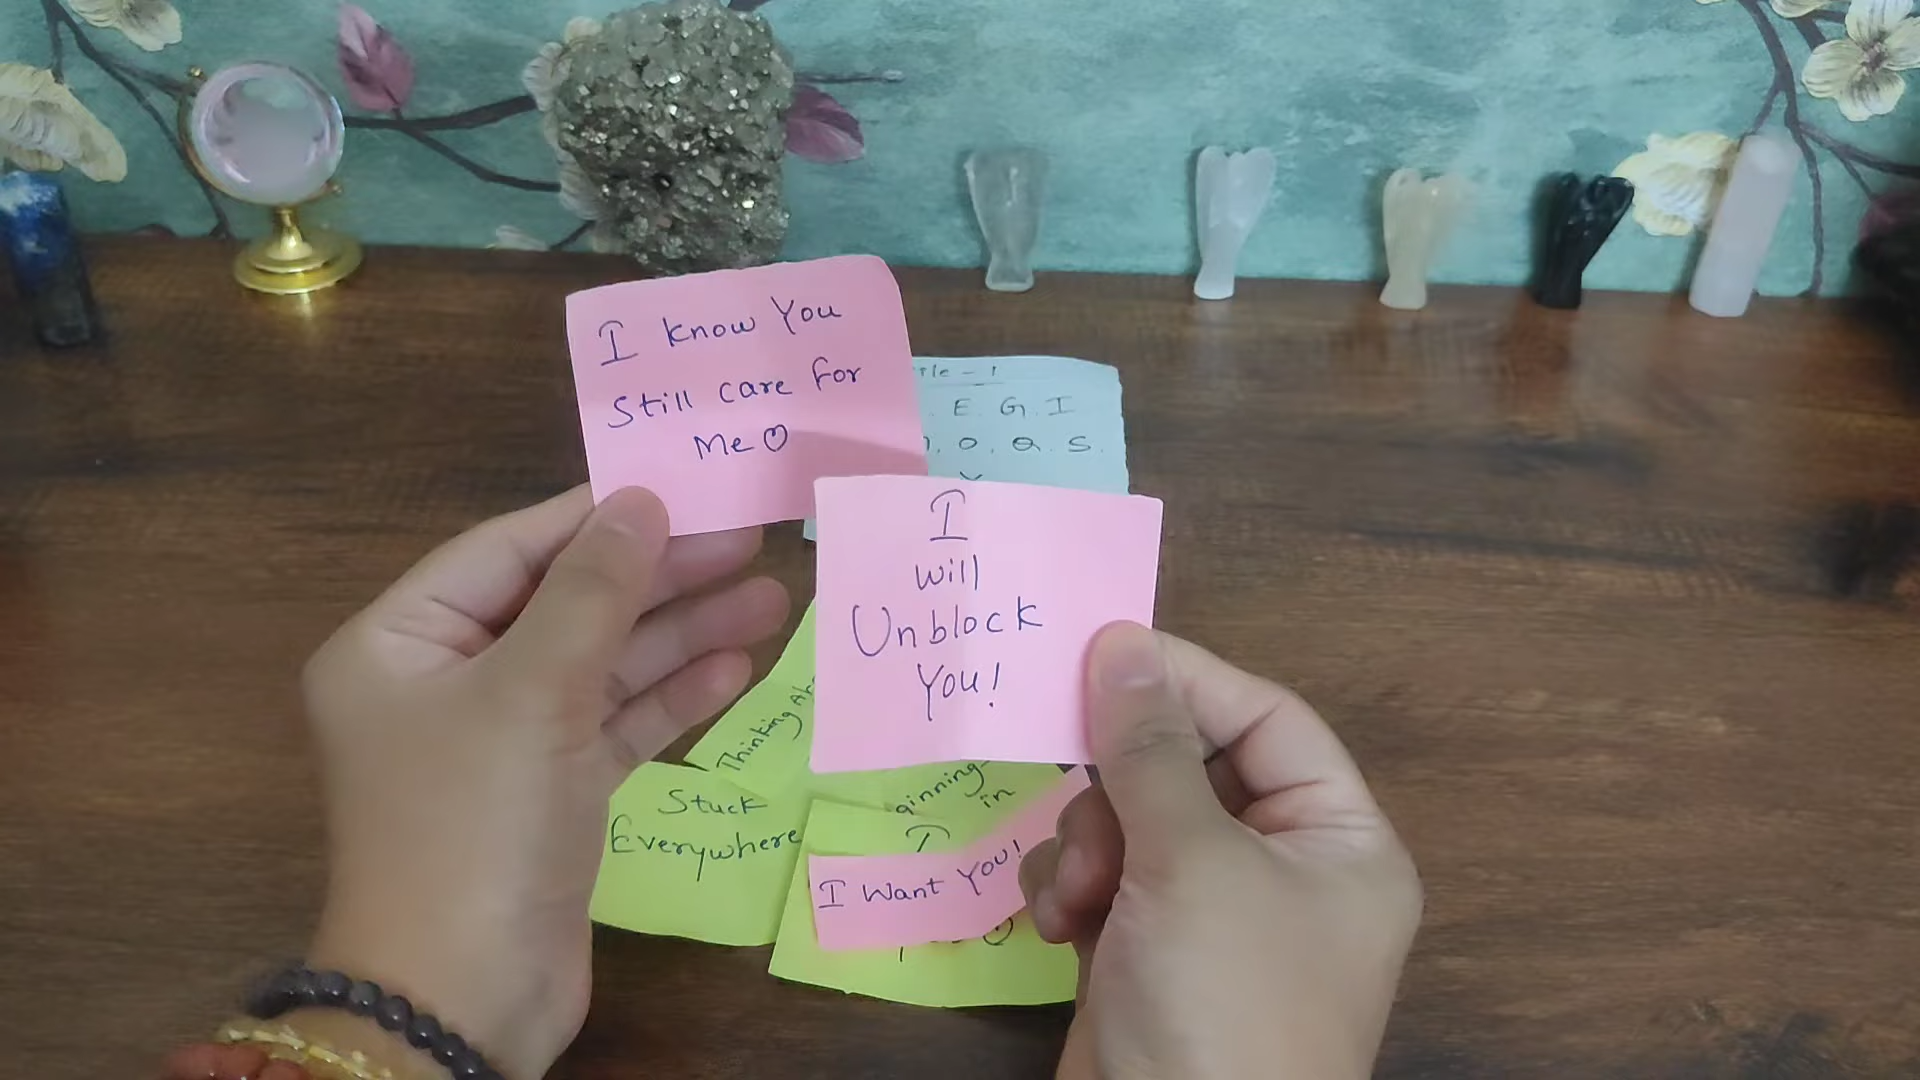 I know You
Still care for
Me
E. G. I
O. Q. S.
I
will
Unblock
You!
Thinking
Stuck
Everywhere
in
I
I Want You!